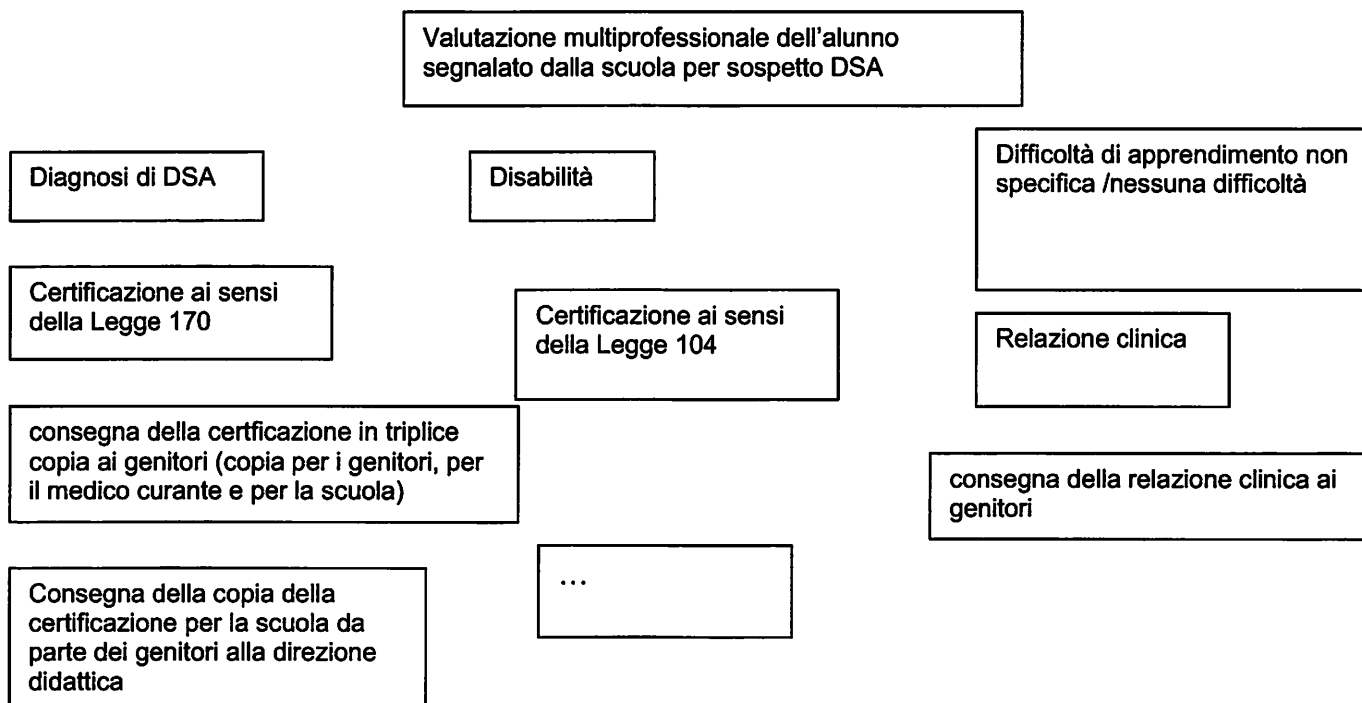 Valutazione multiprofessionale dell'alunno
segnalato dalla scuola per sospetto DSA
Diagnosi di DSA
Disabilità
Difficoltà di apprendimento non
specifica /nessuna difficoltà
Certificazione ai sensi
della Legge 170
Certificazione ai sensi
della Legge 104
Relazione clinica
consegna della certficazione in triplice
copia ai genitori (copia per i genitori, per
il medico curante e per la scuola)
consegna della relazione clinica ai
genitori
...
Consegna della copia della
certificazione per la scuola da
parte dei genitori alla direzione
didattica